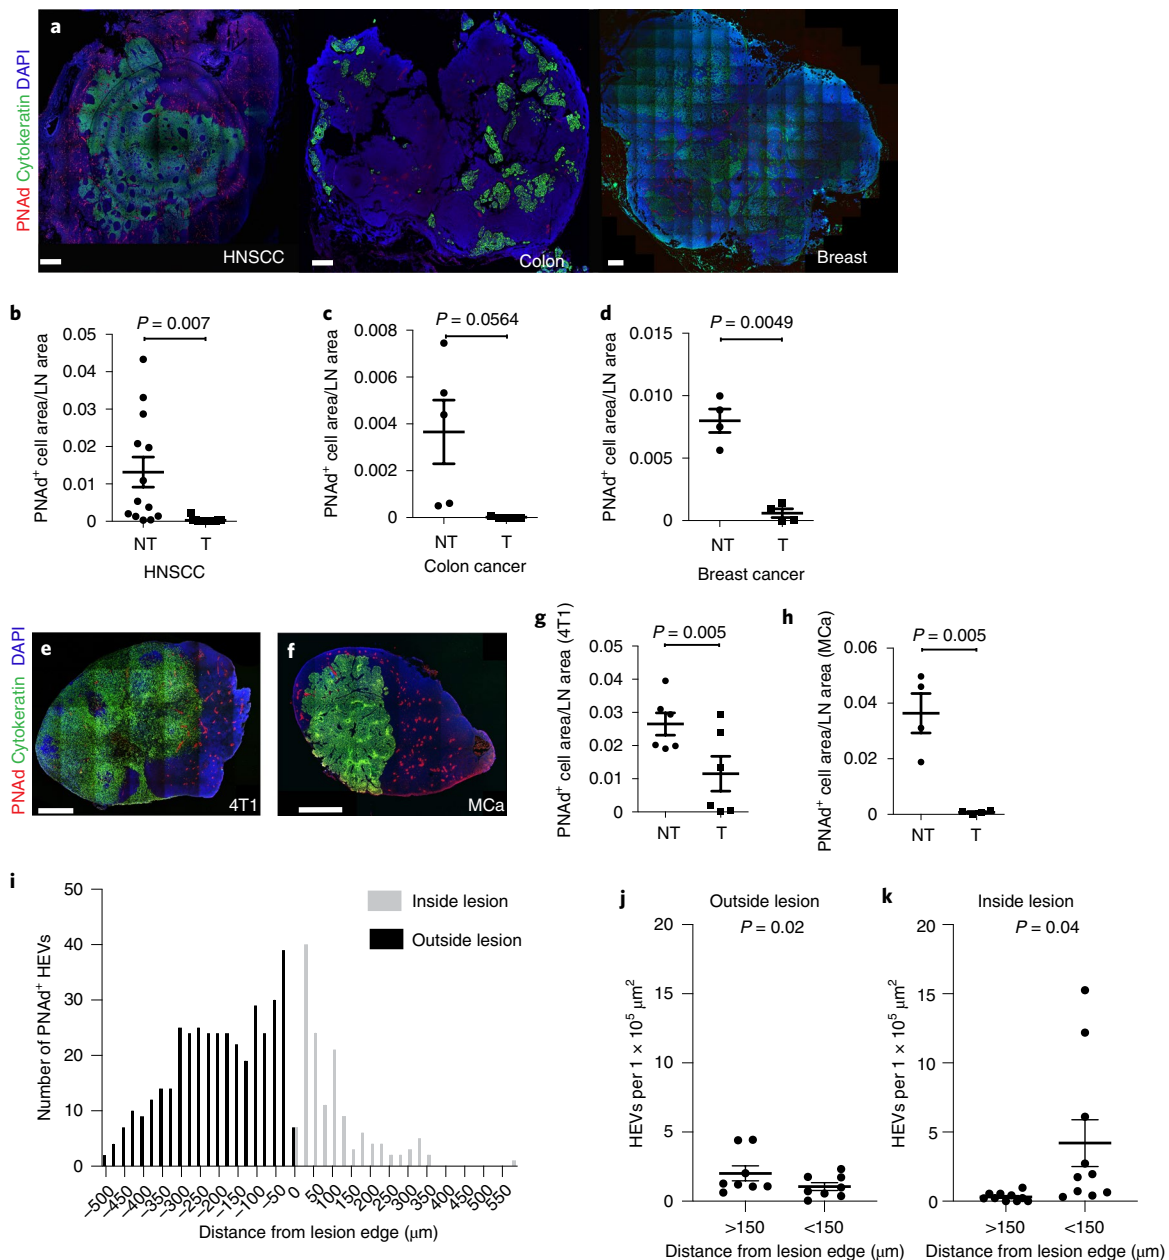 a
PNAd Cytokeratin DAPI
HNSCC
Colon
Breast
b
P = 0.007
PNAd⁺ cell area/LN area
0.05
0.04
0.03
0.02
0.01
0
NT T
HNSCC
c
P = 0.0564
PNAd⁺ cell area/LN area
0.008
0.006
0.004
0.002
0
NT T
Colon cancer
d
P = 0.0049
PNAd⁺ cell area/LN area
0.015
0.010
0.005
0
NT T
Breast cancer
PNAd Cytokeratin DAPI
e
4T1
f
MCa
g
P = 0.005
PNAd⁺ cell area/LN area (4T1)
0.05
0.04
0.03
0.02
0.01
0
NT T
h
P = 0.005
PNAd⁺ cell area/LN area (MCa)
0.06
0.04
0.02
0
NT T
i
Number of PNAd⁺ HEVs
50
40
30
20
10
0
Inside lesion
Outside lesion
–500 –450 –400 –350 –300 –250 –200 –150 –100 –50 0 50 100 150 200 250 300 350 400 450 500 550
Distance from lesion edge (μm)
j
Outside lesion
P = 0.02
HEVs per 1 × 10⁵ μm²
20
15
10
5
0
>150 <150
Distance from lesion edge (μm)
k
Inside lesion
P = 0.04
HEVs per 1 × 10⁵ μm²
20
15
10
5
0
>150 <150
Distance from lesion edge (μm)